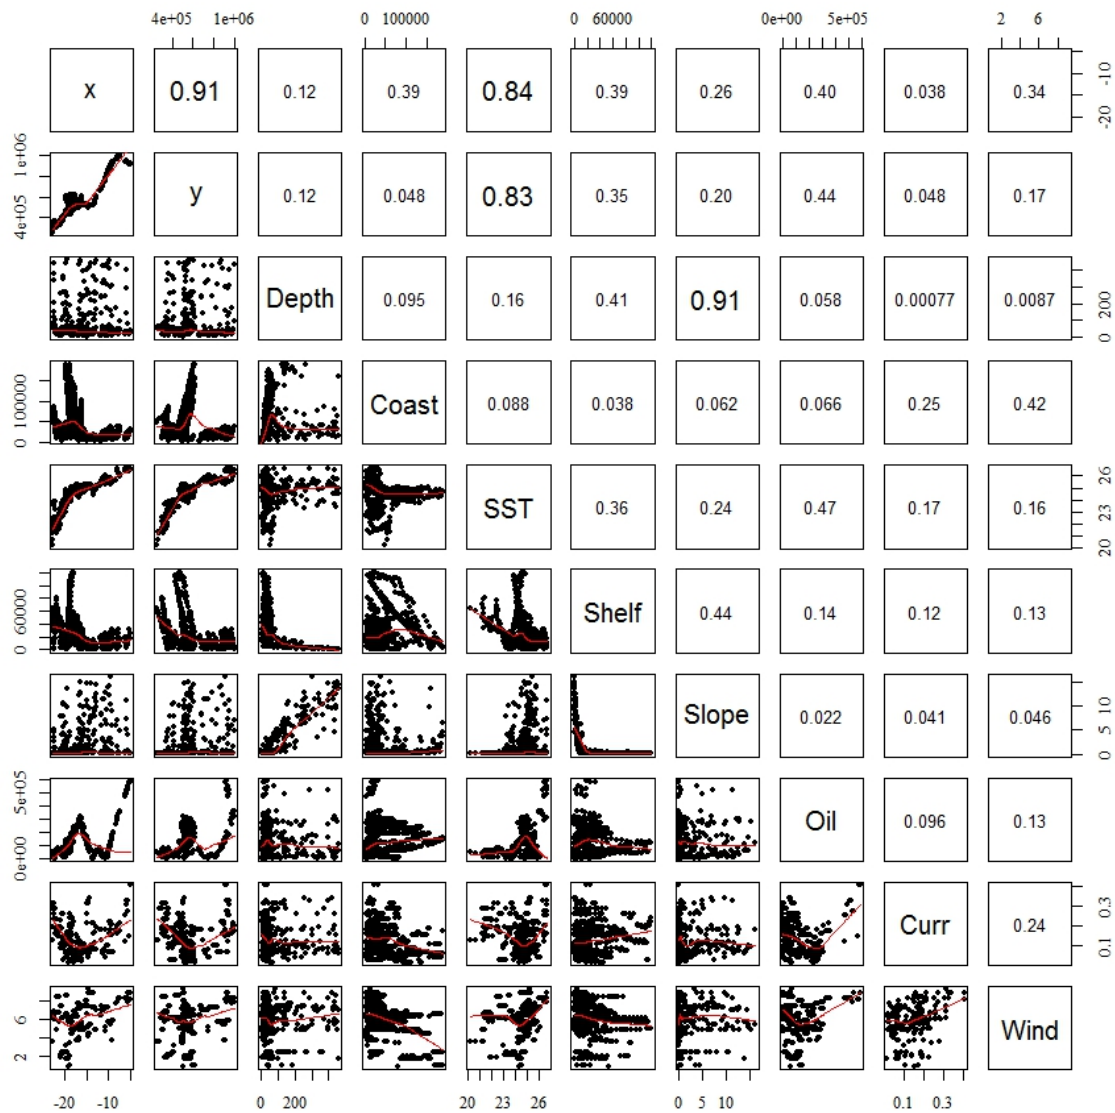 4e+05 1e+06 0 100000 0 60000 0e+00 5e+05 2 6
x 0.91 0.12 0.39 0.84 0.39 0.26 0.40 0.038 0.34 -20 -10
4e+05 1e+06 y 0.12 0.048 0.83 0.35 0.20 0.44 0.048 0.17
Depth 0.095 0.16 0.41 0.91 0.058 0.00077 0.0087 0 200
0 100000 Coast 0.088 0.038 0.062 0.066 0.25 0.42
SST 0.36 0.24 0.47 0.17 0.16 20 23 26
0 60000 Shelf 0.44 0.14 0.12 0.13
Slope 0.022 0.041 0.046 0 5 10
0e+00 5e+05 Oil 0.096 0.13
Curr 0.24 0.1 0.3
2 6 Wind
-20 -10 0 200 20 23 26 0 5 10 0.1 0.3